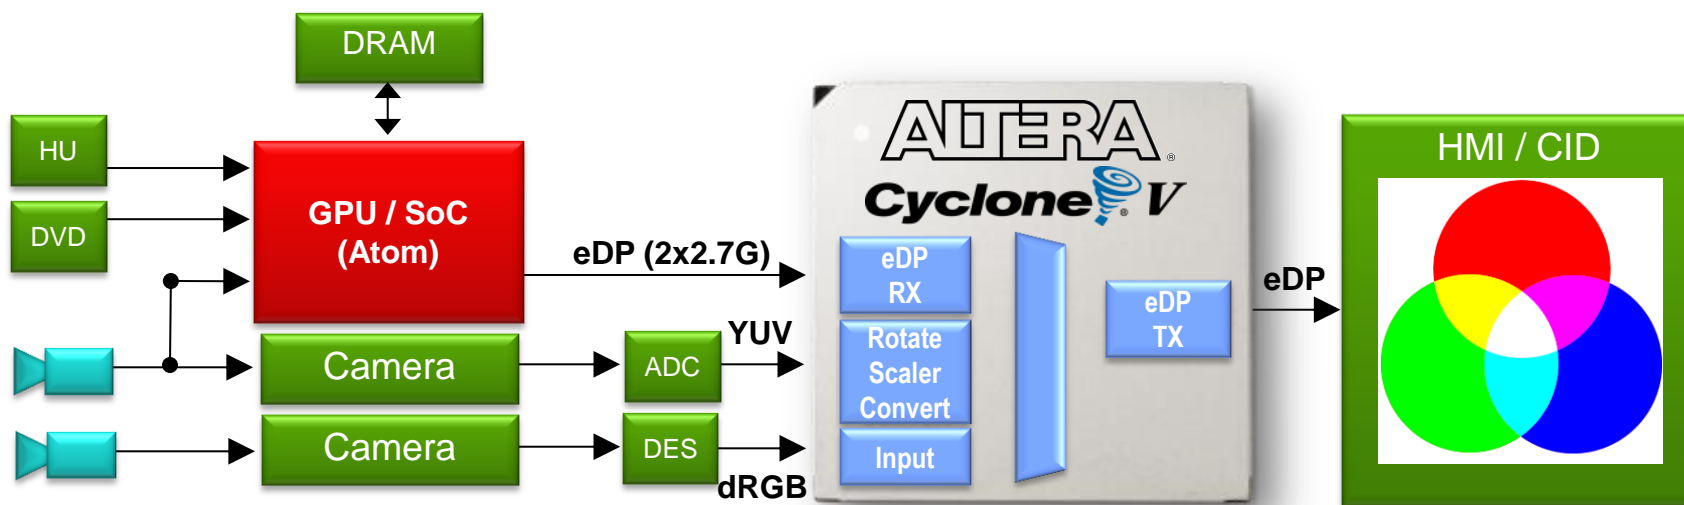 DRAM
HU
DVD
GPU / SoC
(Atom)
eDP (2x2.7G)
Camera
ADC
YUV
Camera
DES
dRGB
ALTERA
®
Cyclone® V
eDP
RX
Rotate
Scaler
Convert
Input
eDP
TX
eDP
HMI / CID